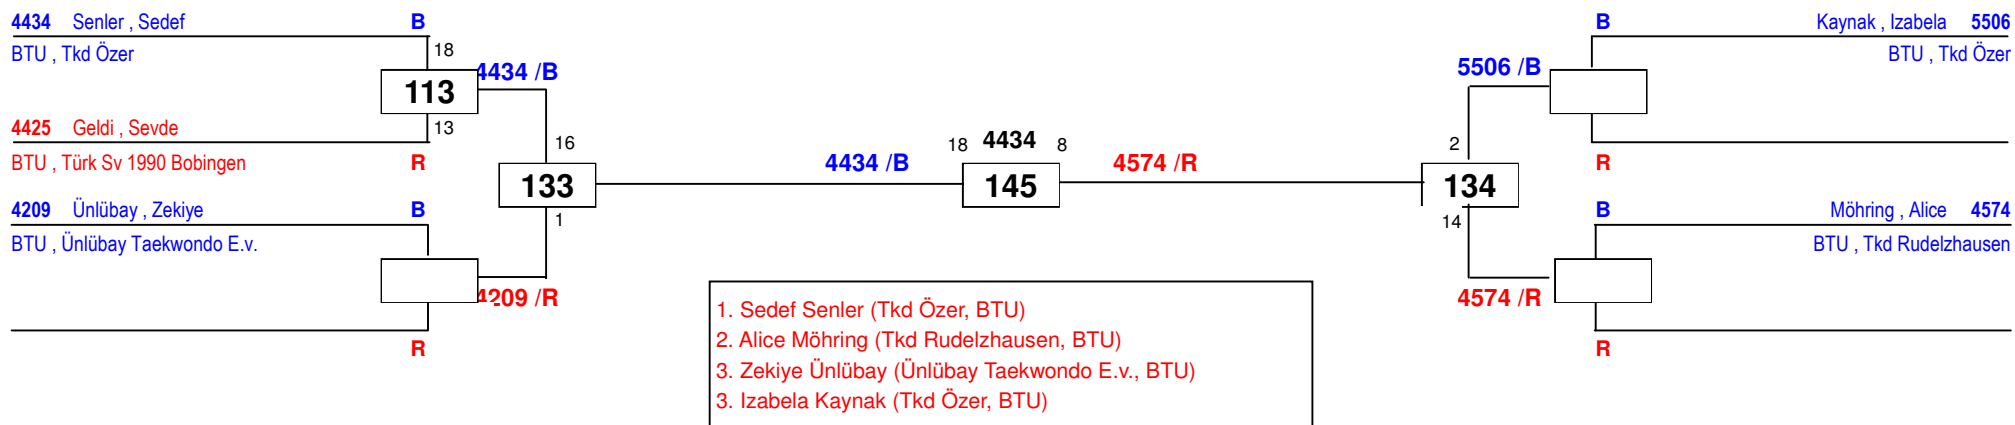 4434 Senler , Sedef B
BTU , Tkd Özer
18
4434 /B
113
13
4425 Geldi , Sevde
BTU , Türk Sv 1990 Bobingen R
16
133
1
4209 Ünlübay , Zekiye B
BTU , Ünlübay Taekwondo E.v.
4209 /R
R
4434 /B
18 4434 8
145
4574 /R
B Kaynak , Izabela 5506
BTU , Tkd Özer
5506 /B
2
R
134
14
B Möhring , Alice 4574
BTU , Tkd Rudelzhausen
4574 /R
R
1. Sedef Senler (Tkd Özer, BTU)
2. Alice Möhring (Tkd Rudelzhausen, BTU)
3. Zekiye Ünlübay (Ünlübay Taekwondo E.v., BTU)
3. Izabela Kaynak (Tkd Özer, BTU)